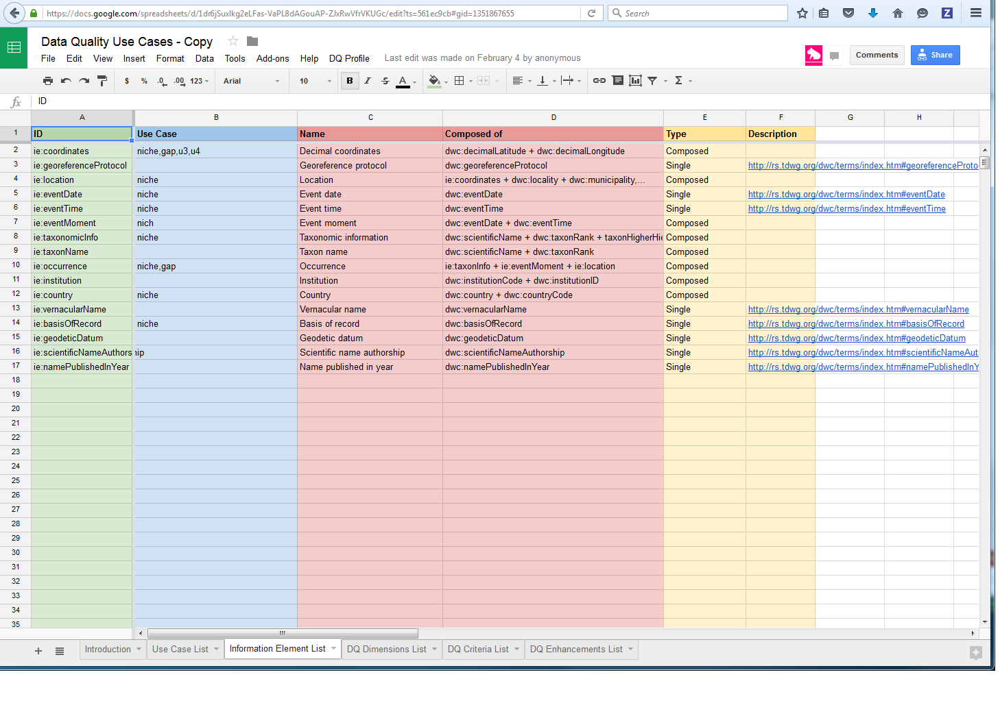 https://docs.google.com/spreadsheets/d/1dr6jSuxIkg2eLFas-VaPL8dAGouAP-ZJxRwVfrVKUGc/edit?ts=561ec9cb#gid=1351867655 Search
Data Quality Use Cases - Copy
File Edit View Insert Format Data Tools Add-ons Help DQ Profile Last edit was made on February 4 by anonymous Comments Share
$ % .0 .00 123 Arial 10 B I S A Σ
fx ID
A B C D E F G H
1 ID Use Case Name Composed of Type Description
2 ie:coordinates niche,gap,u3,u4 Decimal coordinates dwc:decimalLatitude + dwc:decimalLongitude Composed
3 ie:georeferenceProtocol Georeference protocol dwc:georeferenceProtocol Single http://rs.tdwg.org/dwc/terms/index.htm#georeferenceProto
4 ie:location niche Location ie:coordinates + dwc:locality + dwc:municipality,... Composed
5 ie:eventDate niche Event date dwc:eventDate Single http://rs.tdwg.org/dwc/terms/index.htm#eventDate
6 ie:eventTime niche Event time dwc:eventTime Single http://rs.tdwg.org/dwc/terms/index.htm#eventTime
7 ie:eventMoment nich Event moment dwc:eventDate + dwc:eventTime Composed
8 ie:taxonomicInfo niche Taxonomic information dwc:scientificName + dwc:taxonRank + taxonHigherHie Composed
9 ie:taxonName Taxon name dwc:scientificName + dwc:taxonRank Composed
10 ie:occurrence niche,gap Occurrence ie:taxonInfo + ie:eventMoment + ie:location Composed
11 ie:institution Institution dwc:institutionCode + dwc:institutionID Composed
12 ie:country niche Country dwc:country + dwc:countryCode Composed
13 ie:vernacularName Vernacular name dwc:vernacularName Single http://rs.tdwg.org/dwc/terms/index.htm#vernacularName
14 ie:basisOfRecord niche Basis of record dwc:basisOfRecord Single http://rs.tdwg.org/dwc/terms/index.htm#basisOfRecord
15 ie:geodeticDatum Geodetic datum dwc:geodeticDatum Single http://rs.tdwg.org/dwc/terms/index.htm#geodeticDatum
16 ie:scientificNameAuthorship Scientific name authorship dwc:scientificNameAuthorship Single http://rs.tdwg.org/dwc/terms/index.htm#scientificNameAut
17 ie:namePublishedInYear Name published in year dwc:namePublishedInYear Single http://rs.tdwg.org/dwc/terms/index.htm#namePublishedInY
18
19
20
21
22
23
24
25
26
27
28
29
30
31
32
33
34
35
Introduction Use Case List Information Element List DQ Dimensions List DQ Criteria List DQ Enhancements List